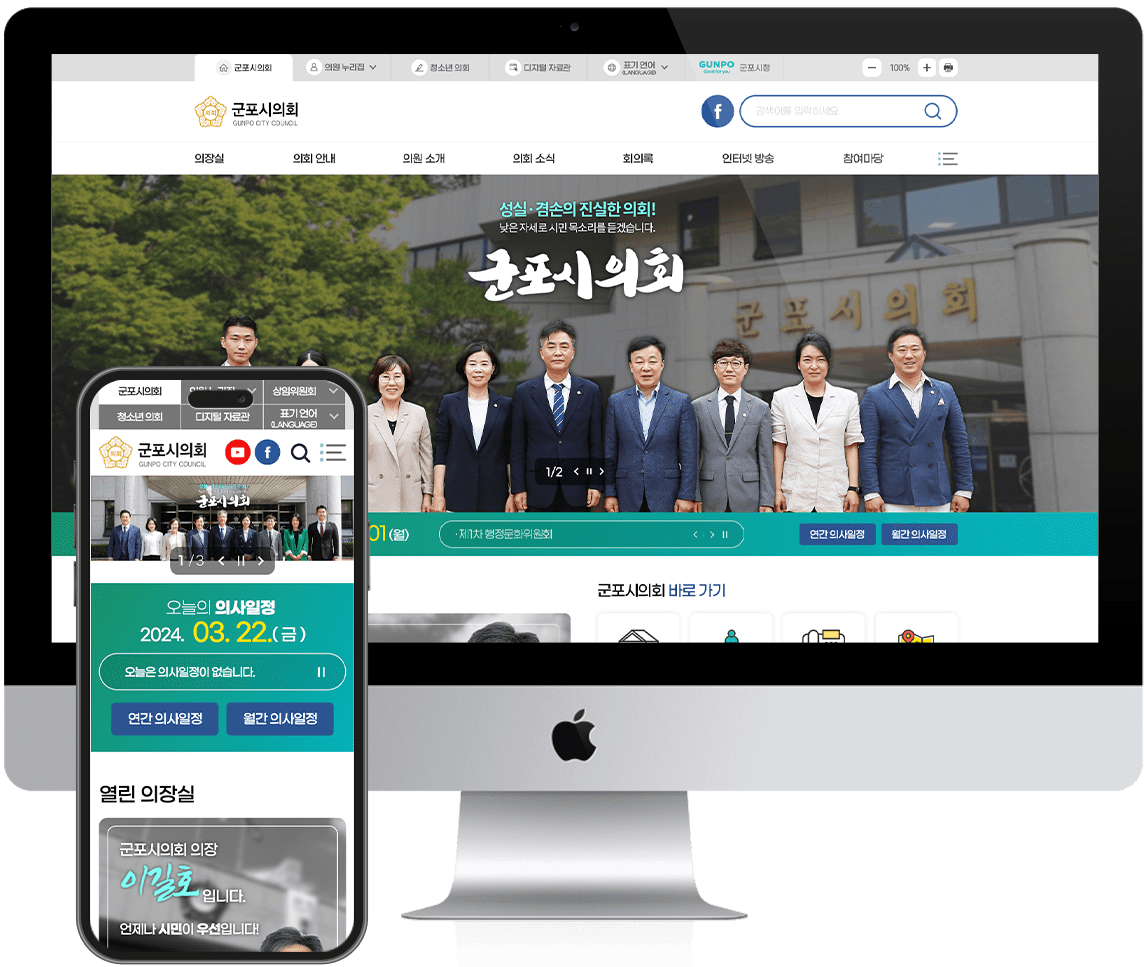 군포시의회
의원 누리집
청소년 의회
디지털 자료관
표기 언어
(LANGUAGE)
GUNPO
Good for you
군포시청
100%
의회
군포시의회
GUNPO CITY COUNCIL
f
검색어를 입력하세요
의장실
의회 안내
의원 소개
의회 소식
회의록
인터넷 방송
참여마당
성실·겸손의 진실한 의회!
낮은 자세로 시민 목소리를 듣겠습니다.
군포시의회
군포시의회
1/2
01(월)
·제1차 행정문화위원회
연간 의사일정
월간 의사일정
군포시의회 바로 가기
군포시의회
상임위원회
청소년 의회
디지털 자료관
표기 언어
(LANGUAGE)
의회
군포시의회
GUNPO CITY COUNCIL
f
군포시의회
1/3
오늘의 의사일정
2024. 03. 22.(금)
오늘은 의사일정이 없습니다.
연간 의사일정
월간 의사일정
열린 의장실
군포시의회 의장
이길호 입니다.
언제나 시민이 우선입니다!